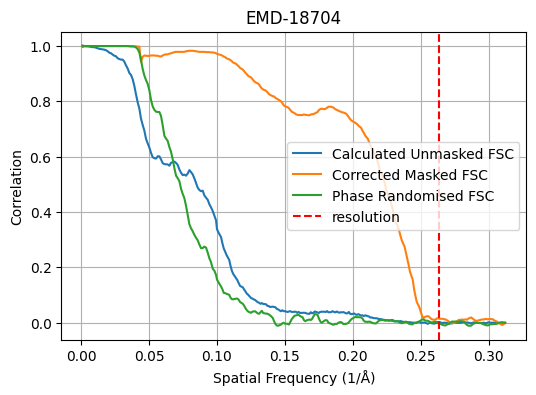 EMD-18704
1.0
0.8
0.6
0.4
0.2
0.0
Correlation
Calculated Unmasked FSC
Corrected Masked FSC
Phase Randomised FSC
resolution
0.00 0.05 0.10 0.15 0.20 0.25 0.30
Spatial Frequency (1/Å)